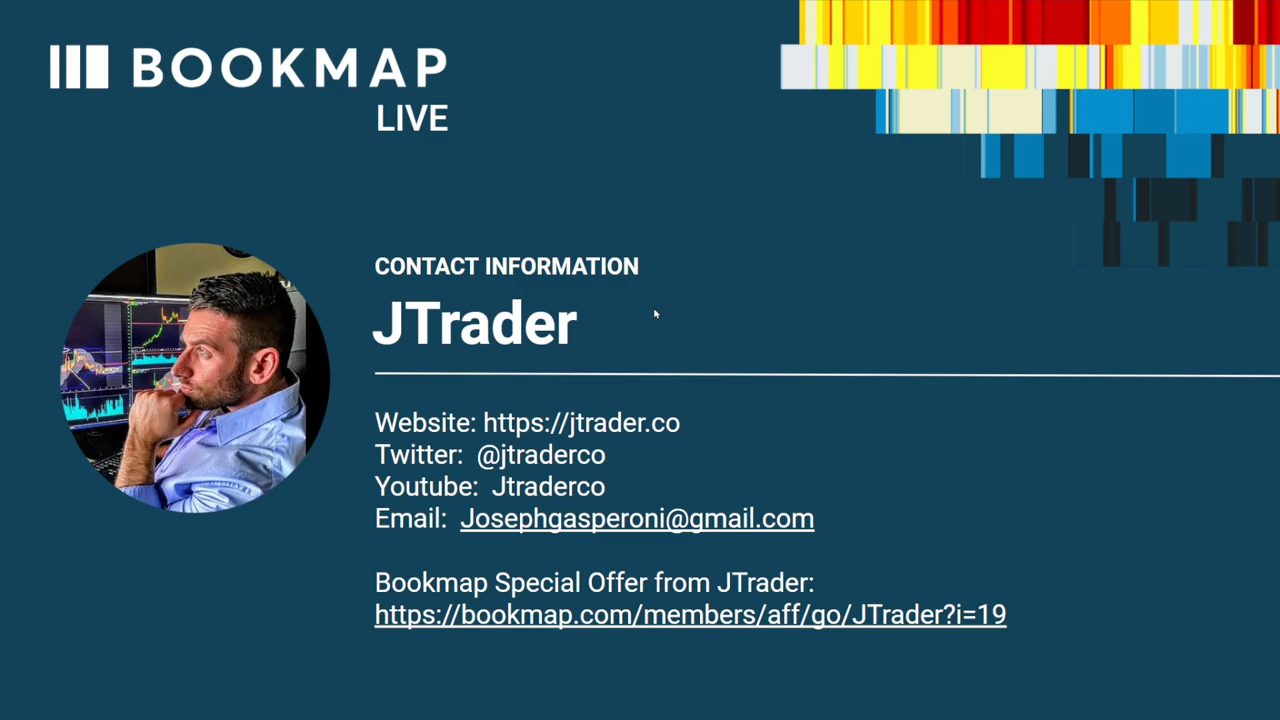 BOOKMAP
LIVE
CONTACT INFORMATION
JTrader
Website: https://jtrader.co
Twitter: @jtraderco
Youtube: Jtraderco
Email: Josephgasperoni@gmail.com
Bookmap Special Offer from JTrader:
https://bookmap.com/members/aff/go/JTrader?i=19